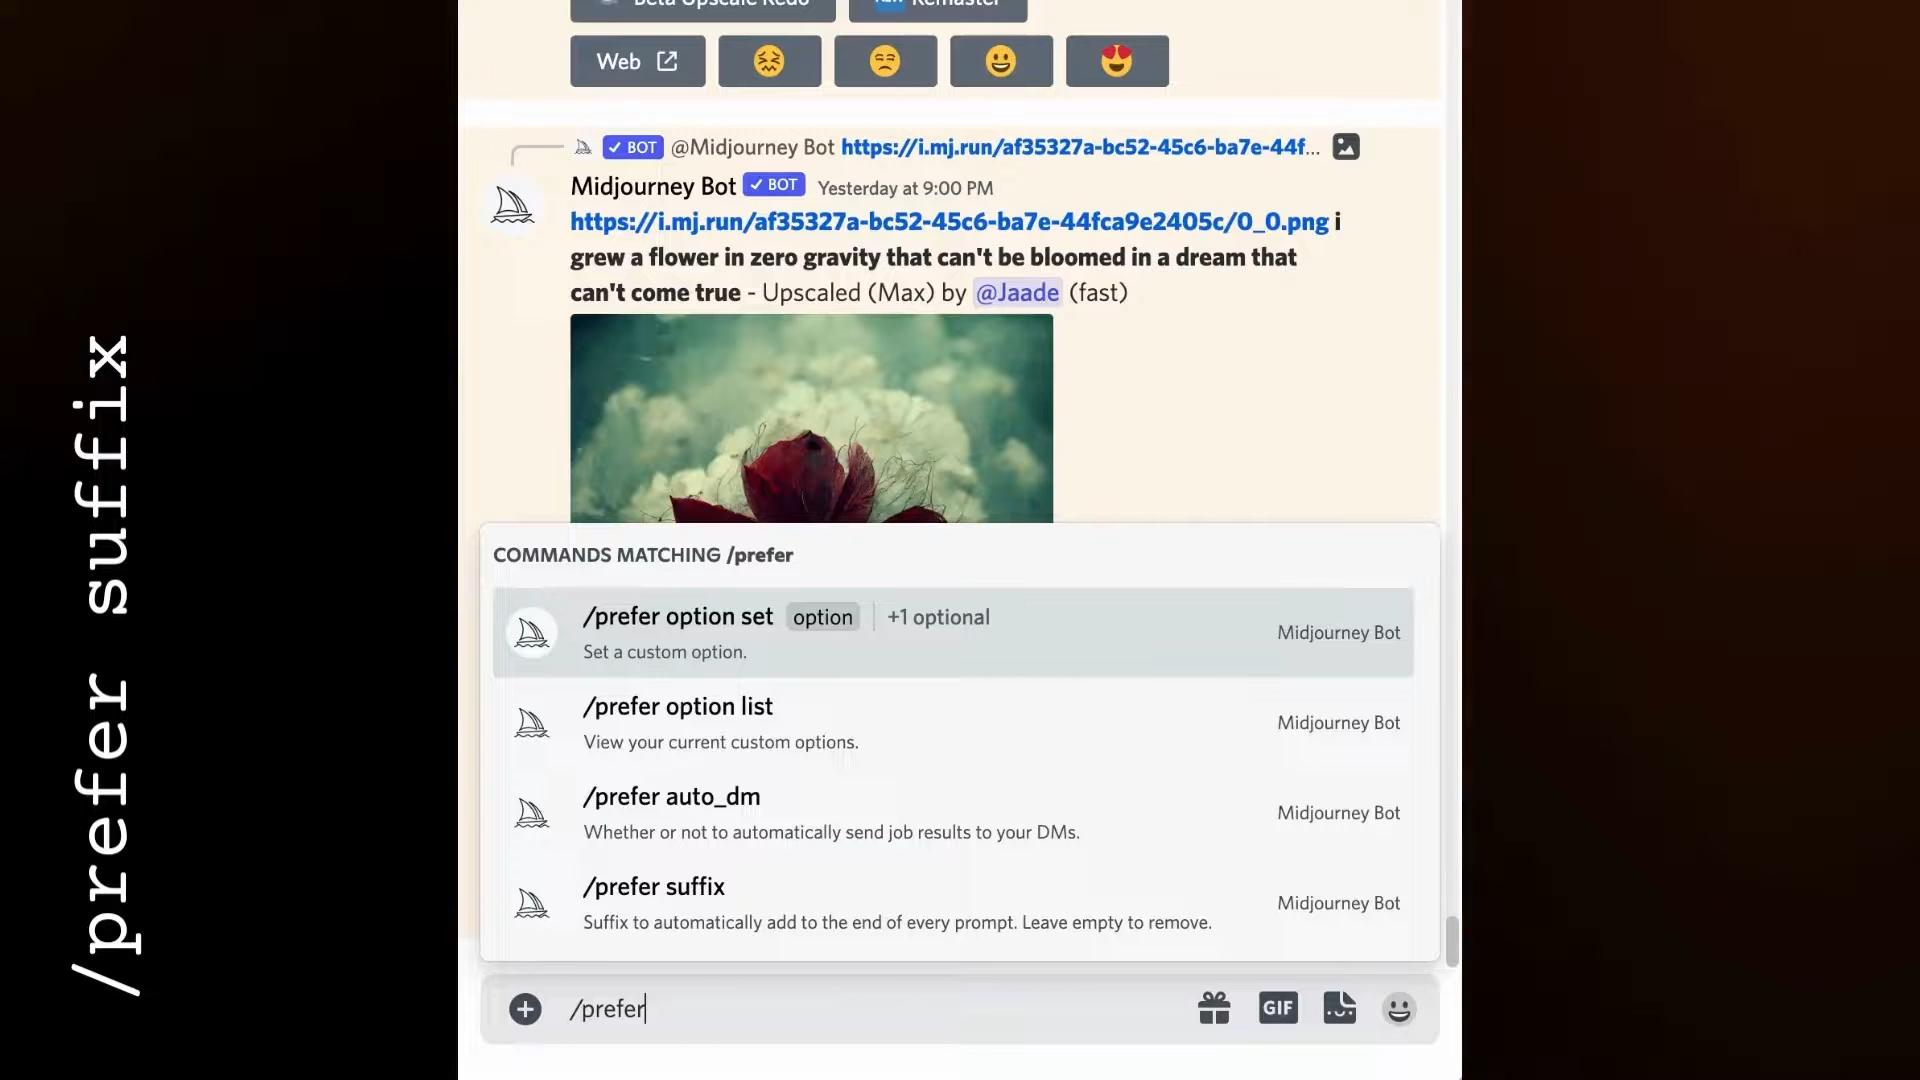 /prefer suffix
Beta Upscale Redo
Remaster
Web
BOT @Midjourney Bot https://i.mj.run/af35327a-bc52-45c6-ba7e-44f...
Midjourney Bot BOT Yesterday at 9:00 PM
https://i.mj.run/af35327a-bc52-45c6-ba7e-44fca9e2405c/0_0.png i
grew a flower in zero gravity that can't be bloomed in a dream that
can't come true - Upscaled (Max) by @Jaade (fast)
COMMANDS MATCHING /prefer
/prefer option set option +1 optional
Set a custom option.
Midjourney Bot
/prefer option list
View your current custom options.
Midjourney Bot
/prefer auto_dm
Whether or not to automatically send job results to your DMs.
Midjourney Bot
/prefer suffix
Suffix to automatically add to the end of every prompt. Leave empty to remove.
Midjourney Bot
/prefer
GIF